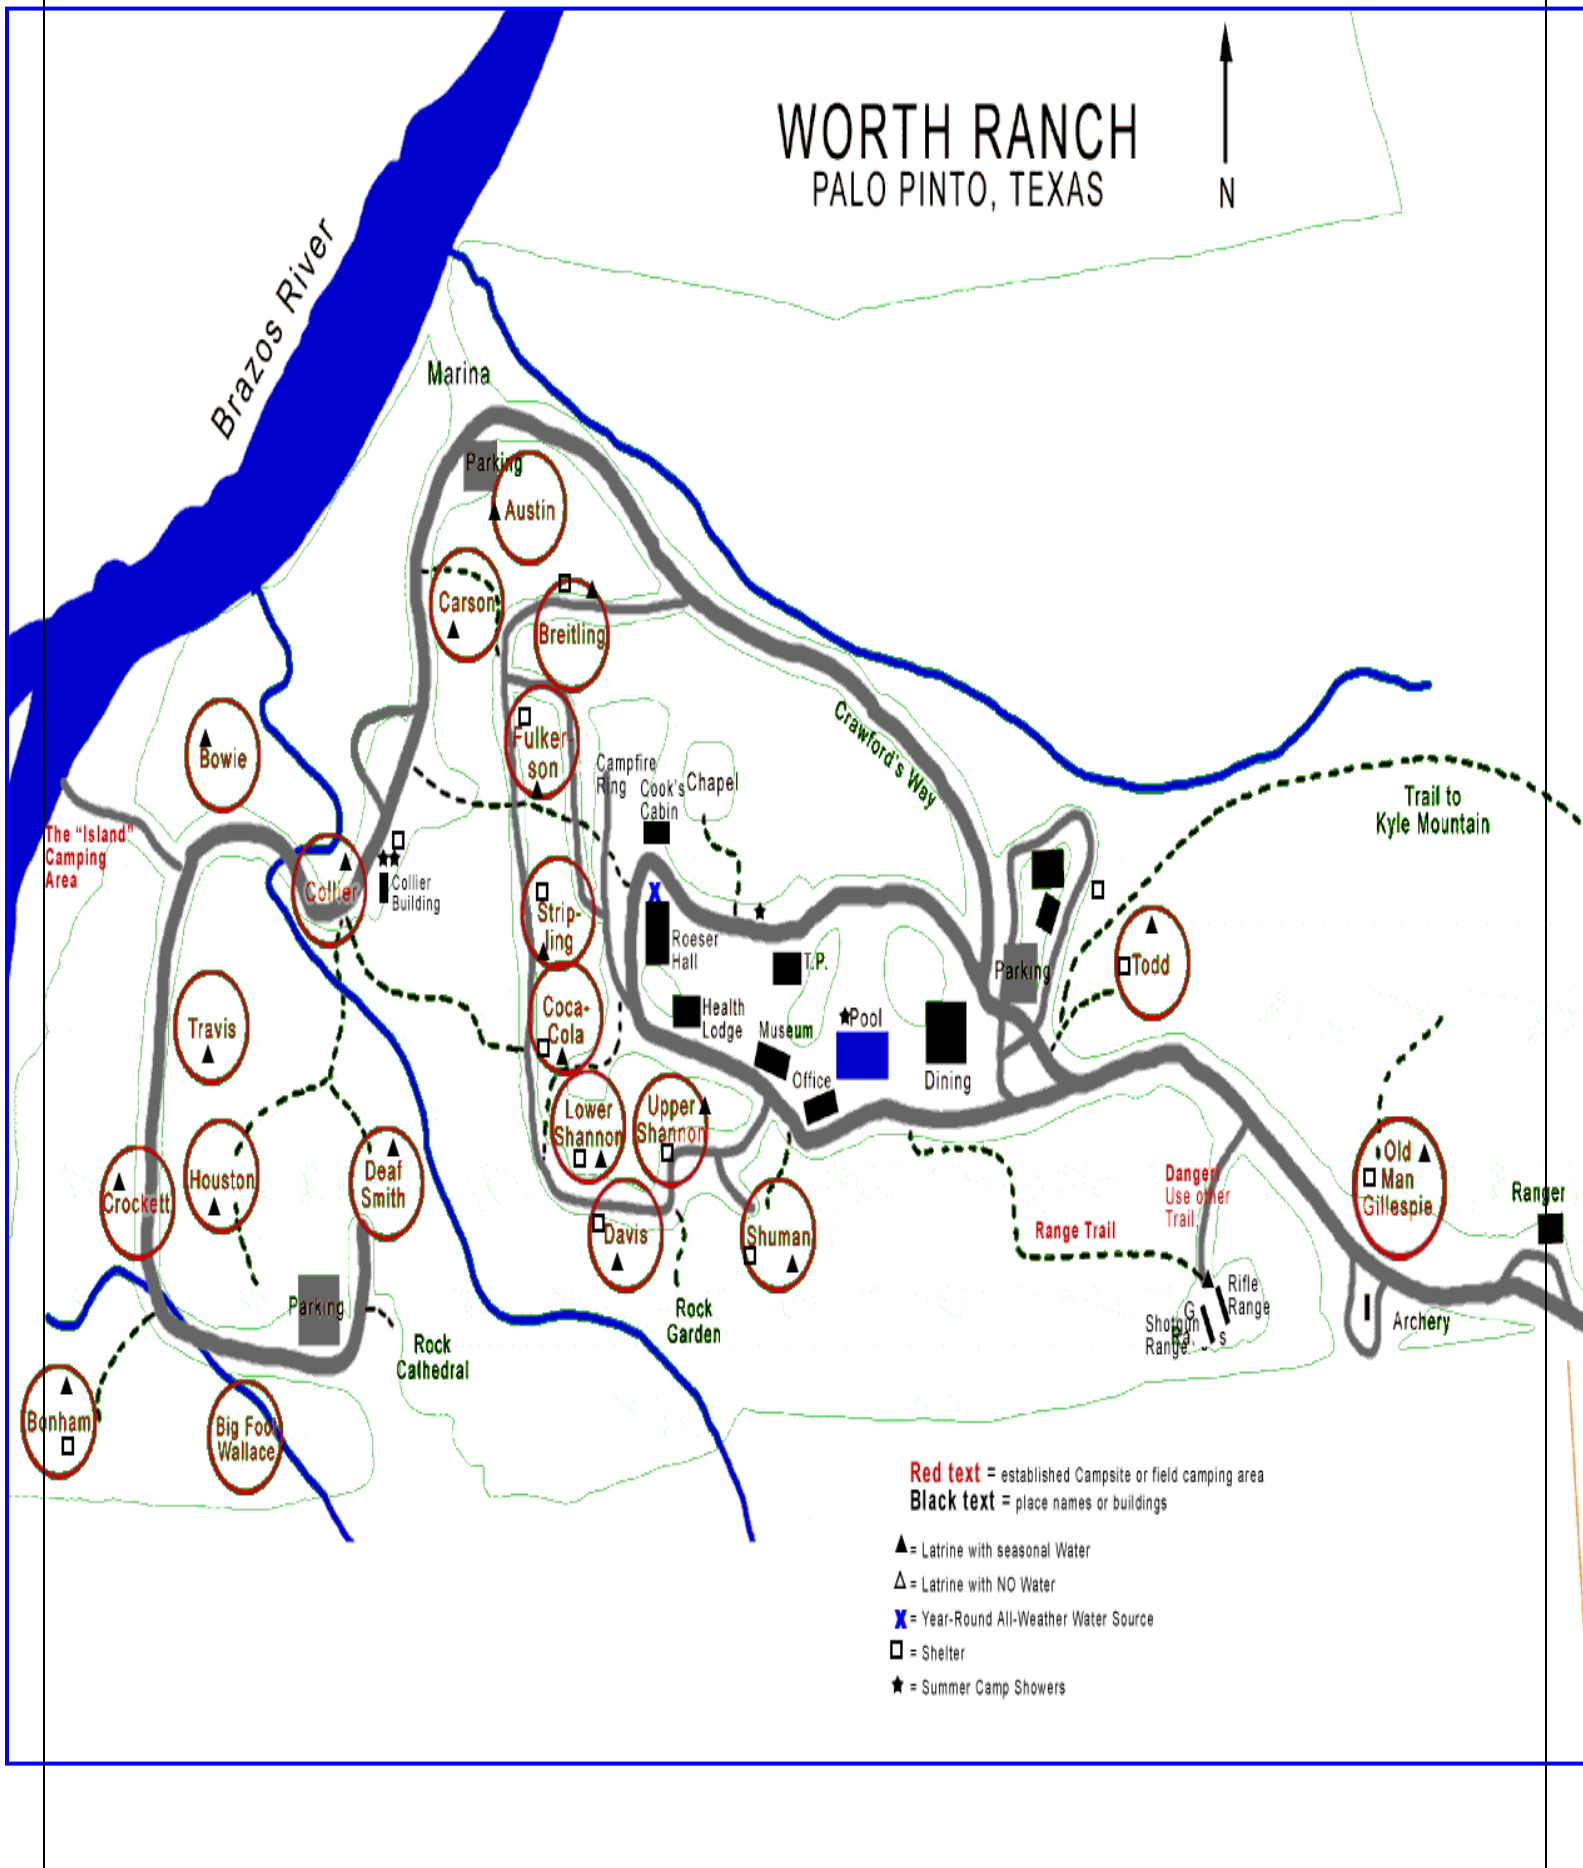 WORTH RANCH
PALO PINTO, TEXAS
N
Brazos River
Marina
Parking
Austin
Carson
Breitling
Bowie
Fulker-
son
Campfire
Ring
Cook's
Cabin
Chapel
Crawford's Way
Trail to
Kyle Mountain
The "Island"
Camping
Area
Collier
Collier
Building
Strip-
ling
X
Roeser
Hall
T.P.
Parking
Todd
Travis
Coca-
Cola
Health
Lodge
Museum
Pool
Office
Dining
Lower
Shannon
Upper
Shannon
Houston
Deaf
Smith
Crockett
Old
Man
Gillespie
Danger!
Use other
Trail
Ranger
Range Trail
Davis
Shuman
Parking
Rock
Garden
Rock
Cathedral
Rifle
Range
G
Shotgun
Range
s
Archery
Bonham
Big Foot
Wallace
Red text = established Campsite or field camping area
Black text = place names or buildings
= Latrine with seasonal Water
= Latrine with NO Water
X = Year-Round All-Weather Water Source
= Shelter
= Summer Camp Showers